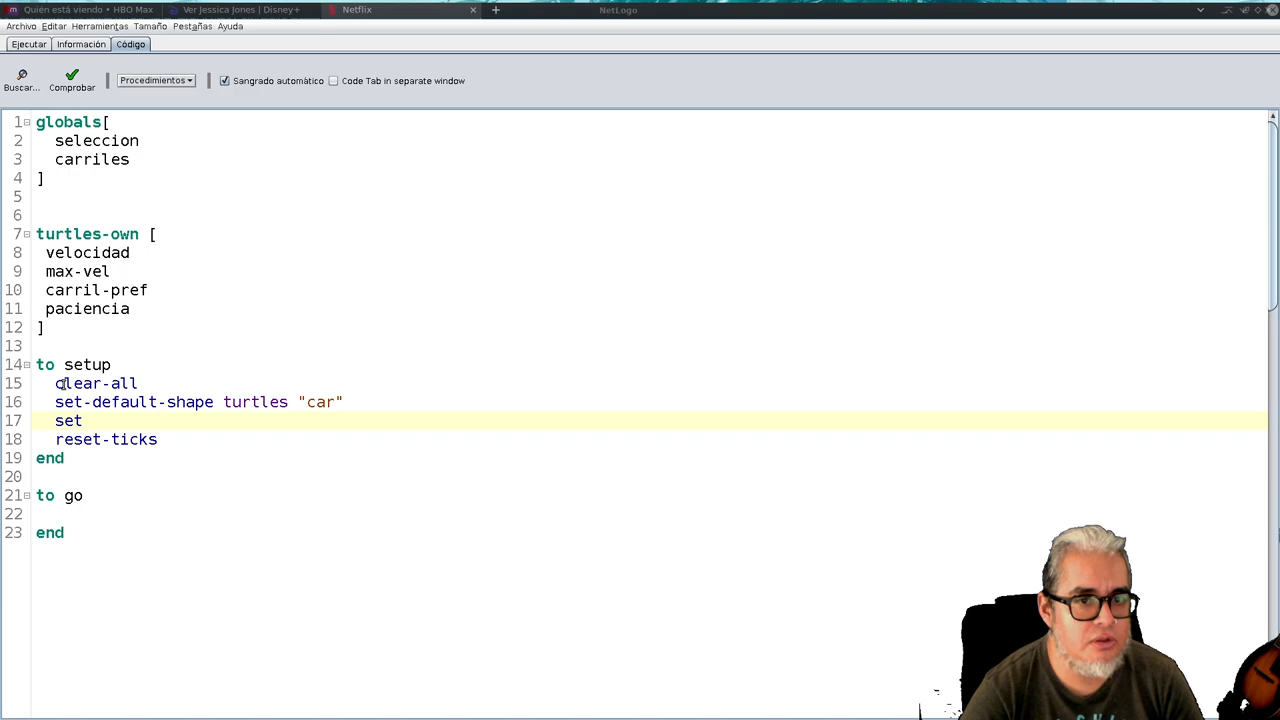 Quién está viendo • HBO Max
Ver Jessica Jones | Disney+
Netflix
NetLogo
Archivo Editar Herramientas Tamaño Pestañas Ayuda
Ejecutar Información Código
Buscar... Comprobar Procedimientos Sangrado automático Code Tab in separate window
1 globals[
2 seleccion
3 carriles
4 ]
5
6
7 turtles-own [
8 velocidad
9 max-vel
10 carril-pref
11 paciencia
12 ]
13
14 to setup
15 clear-all
16 set-default-shape turtles "car"
17 set
18 reset-ticks
19 end
20
21 to go
22
23 end